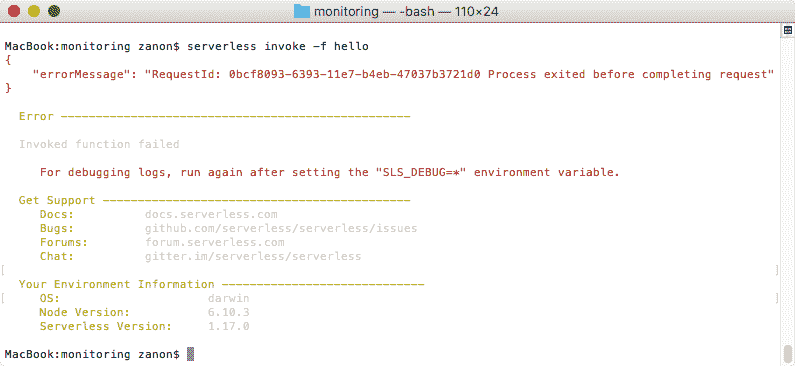 monitoring — -bash — 110×24
MacBook:monitoring zanon$ serverless invoke -f hello
{
    "errorMessage": "RequestId: 0bcf8093-6393-11e7-b4eb-47037b3721d0 Process exited before completing request"
}

  Error --------------------------------------------------

  Invoked function failed

     For debugging logs, run again after setting the "SLS_DEBUG=*" environment variable.

  Get Support --------------------------------------------
     Docs:          docs.serverless.com
     Bugs:          github.com/serverless/serverless/issues
     Forums:        forum.serverless.com
     Chat:          gitter.im/serverless/serverless

  Your Environment Information -----------------------------
     OS:                     darwin
     Node Version:           6.10.3
     Serverless Version:     1.17.0

MacBook:monitoring zanon$